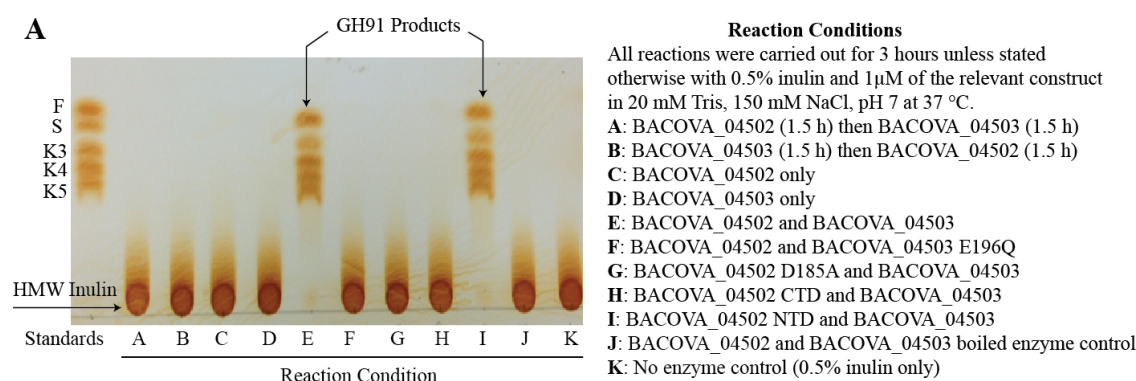 A
GH91 Products
F
S
K3
K4
K5
HMW Inulin
Standards A B C D E F G H I J K
Reaction Condition
Reaction Conditions
All reactions were carried out for 3 hours unless stated
otherwise with 0.5% inulin and 1µM of the relevant construct
in 20 mM Tris, 150 mM NaCl, pH 7 at 37 °C.
A: BACOVA_04502 (1.5 h) then BACOVA_04503 (1.5 h)
B: BACOVA_04503 (1.5 h) then BACOVA_04502 (1.5 h)
C: BACOVA_04502 only
D: BACOVA_04503 only
E: BACOVA_04502 and BACOVA_04503
F: BACOVA_04502 and BACOVA_04503 E196Q
G: BACOVA_04502 D185A and BACOVA_04503
H: BACOVA_04502 CTD and BACOVA_04503
I: BACOVA_04502 NTD and BACOVA_04503
J: BACOVA_04502 and BACOVA_04503 boiled enzyme control
K: No enzyme control (0.5% inulin only)